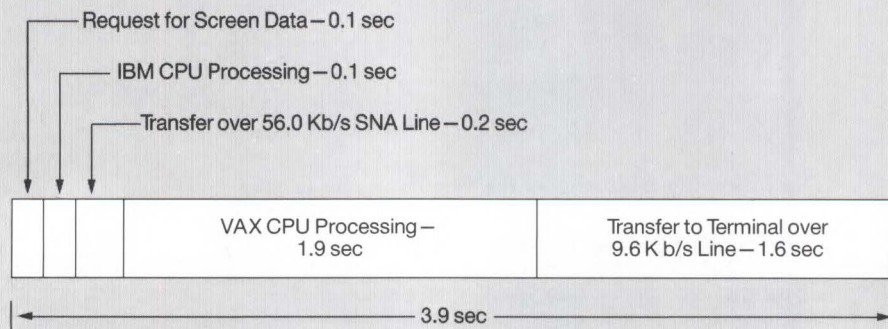 Request for Screen Data—0.1 sec
IBM CPU Processing—0.1 sec
Transfer over 56.0 Kb/s SNA Line—0.2 sec
VAX CPU Processing—
1.9 sec
Transfer to Terminal over
9.6 K b/s Line—1.6 sec
3.9 sec